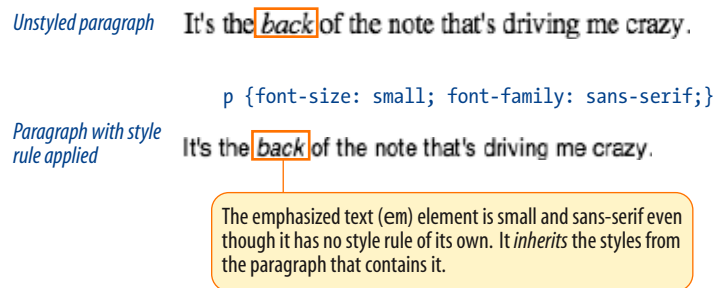 Unstyled paragraph It's the back of the note that's driving me crazy.
p {font-size: small; font-family: sans-serif;}
Paragraph with style
rule applied
It's the back of the note that's driving me crazy.
The emphasized text (em) element is small and sans-serif even
though it has no style rule of its own. It inherits the styles from
the paragraph that contains it.